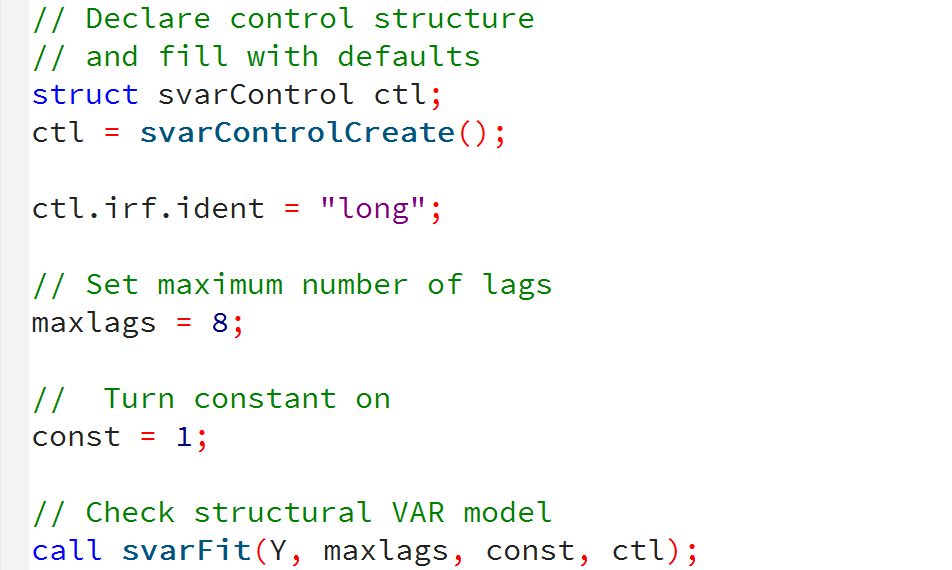 // Declare control structure
// and fill with defaults
struct svarControl ctl;
ctl = svarControlCreate();
ctl.irf.ident = "long";
// Set maximum number of lags
maxlags = 8;
//  Turn constant on
const = 1;
// Check structural VAR model
call svarFit(Y, maxlags, const, ctl);